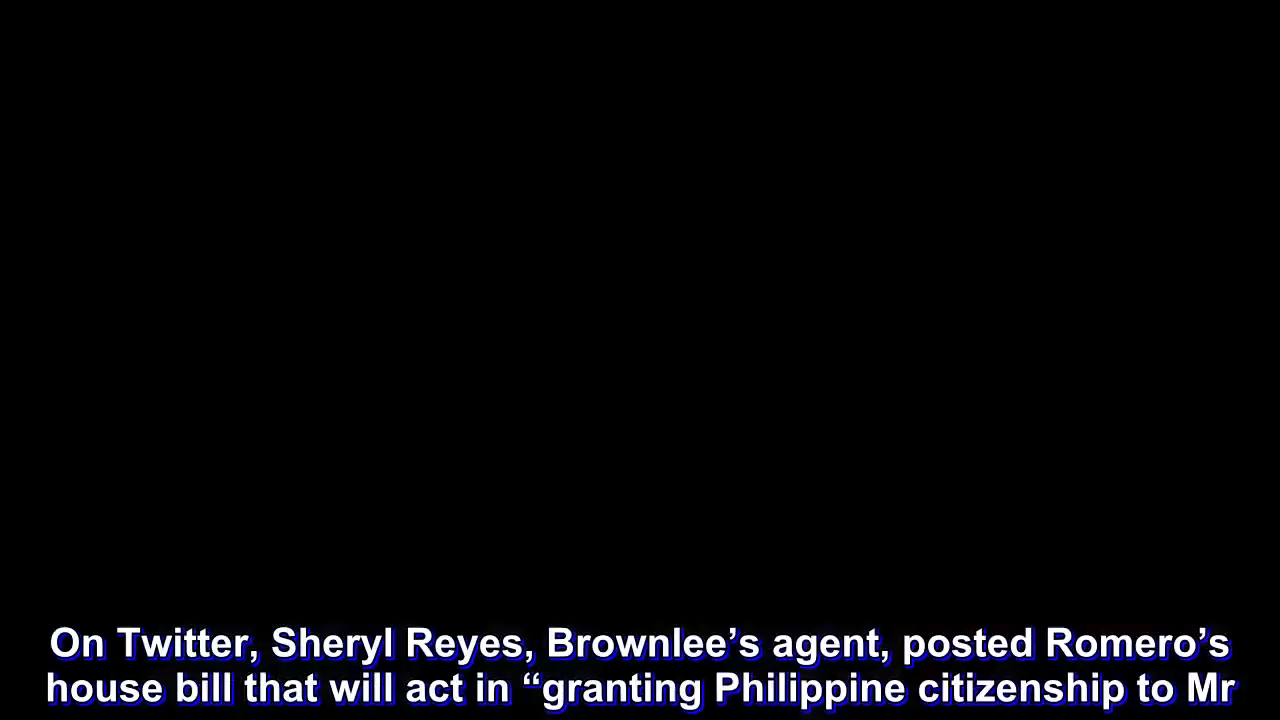 On Twitter, Sheryl Reyes, Brownlee’s agent, posted Romero’s
house bill that will act in “granting Philippine citizenship to Mr